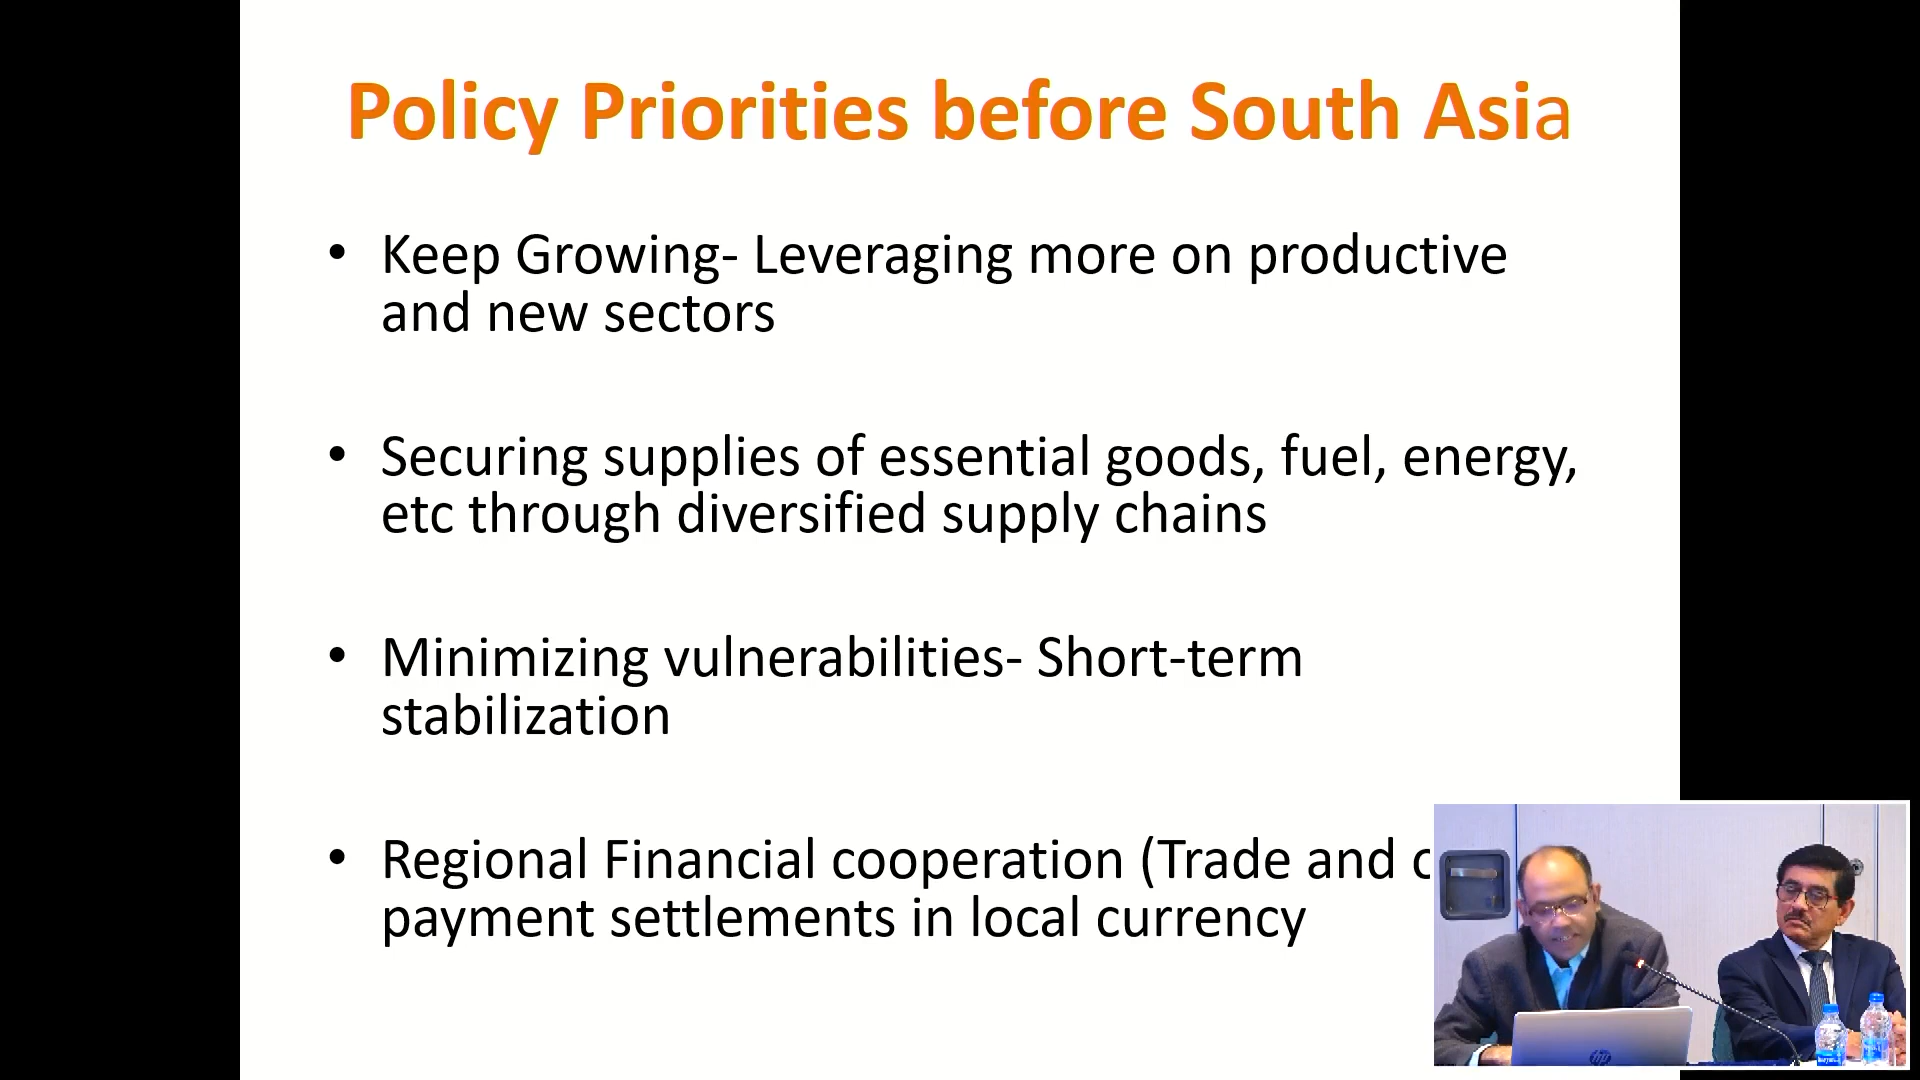 Policy Priorities before South Asia
• Keep Growing- Leveraging more on productive
and new sectors
• Securing supplies of essential goods, fuel, energy,
etc through diversified supply chains
• Minimizing vulnerabilities- Short-term
stabilization
• Regional Financial cooperation (Trade and
payment settlements in local currency
hp